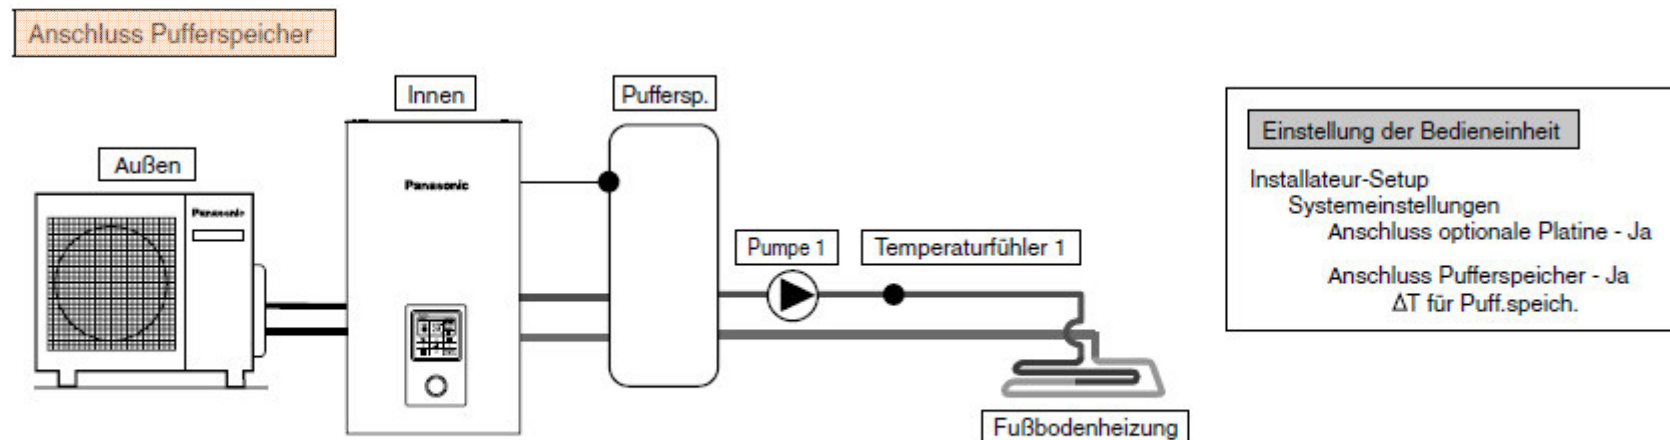 Anschluss Pufferspeicher
Innen
Puffersp.
Außen
Panasonic
Panasonic
Pumpe 1
Temperaturfühler 1
Fußbodenheizung
Einstellung der Bedieneinheit
Installateur-Setup
Systemeinstellungen
Anschluss optionale Platine - Ja
Anschluss Pufferspeicher - Ja
ΔT für Puff.speich.